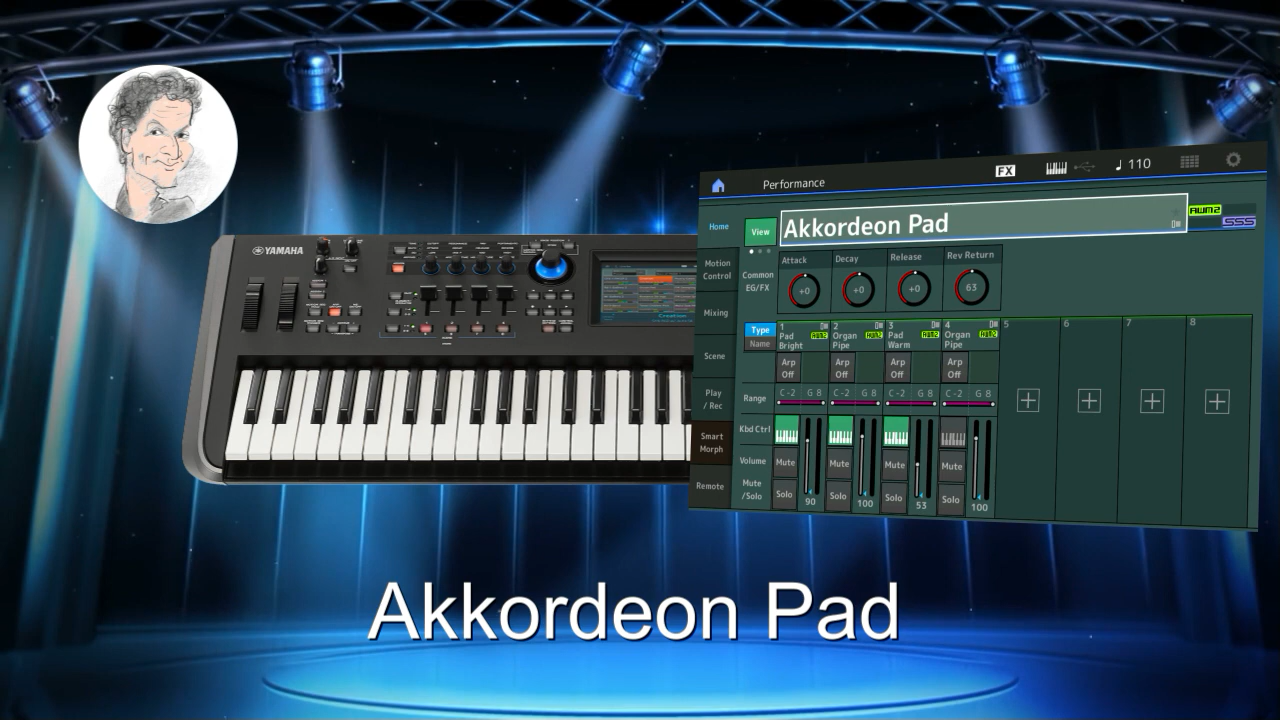 YAMAHA
Performance
FX
110
Home
View
Akkordeon Pad
AWM2
SSS
Motion
Control
Common
EG/FX
Attack
Decay
Release
Rev Return
+0
+0
+0
63
Mixing
Type
Name
1
Pad
Bright
AWM2
2
Organ
Pipe
AWM2
3
Pad
Warm
AWM2
4
Organ
Pipe
AWM2
5
6
7
8
Scene
Arp
Off
Arp
Off
Arp
Off
Arp
Off
Play
/ Rec
Range
C -2 G 8
C -2 G 8
C -2 G 8
C -2 G 8
Smart
Morph
Kbd Ctrl
Volume
Mute
Mute
Mute
Mute
Remote
Mute
/Solo
Solo
Solo
Solo
Solo
90
100
53
100
Akkordeon Pad